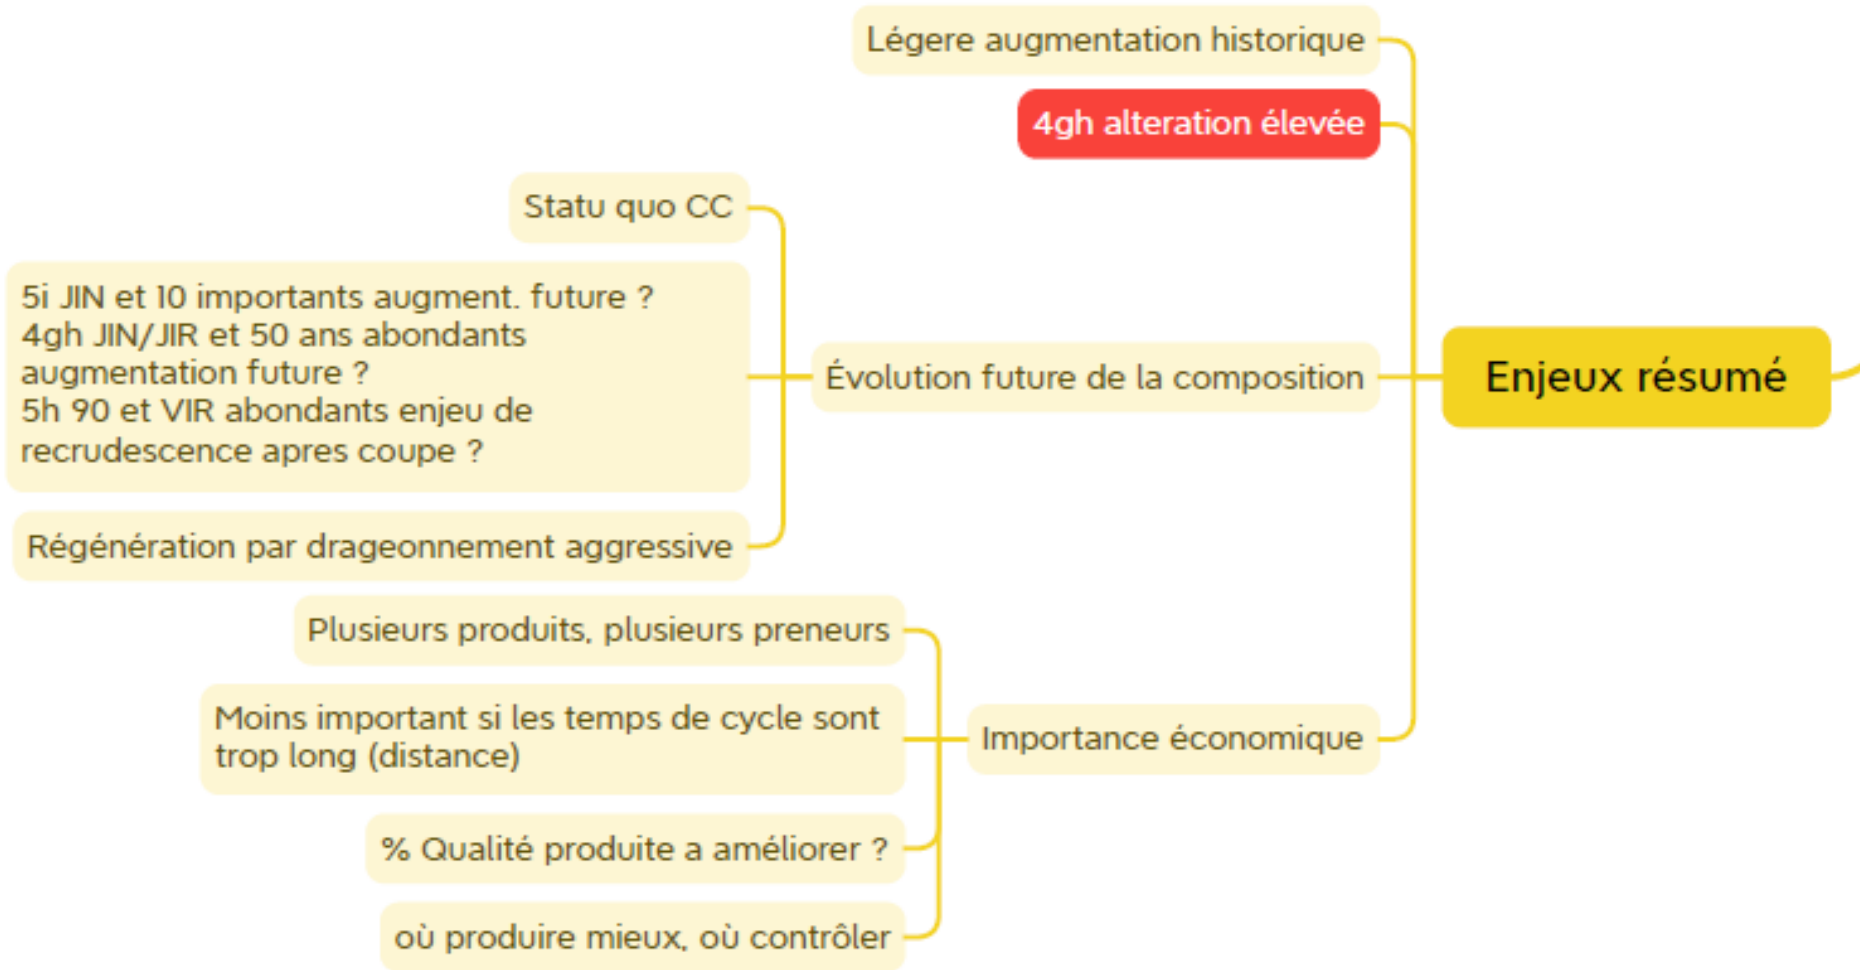 Légere augmentation historique
4gh alteration élevée
Statu quo CC
5i JIN et 10 importants augment. future ?
4gh JIN/JIR et 50 ans abondants
augmentation future ?
5h 90 et VIR abondants enjeu de
recrudescence apres coupe ?
Évolution future de la composition
Enjeux résumé
Régénération par drageonnement aggressive
Plusieurs produits, plusieurs preneurs
Moins important si les temps de cycle sont
trop long (distance)
Importance économique
% Qualité produite a améliorer ?
où produire mieux, où contrôler